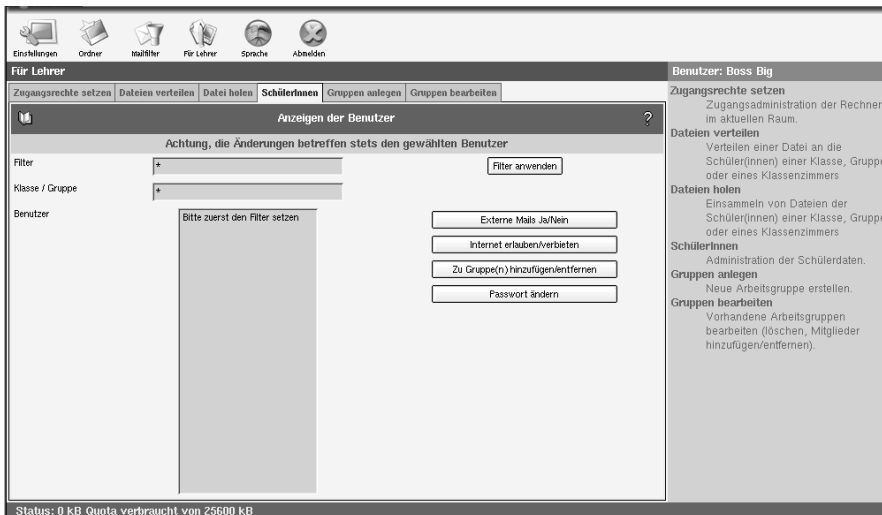 Einstellungen Ordner Mailfilter Für Lehrer Sprache Abmelden
Für Lehrer
Zugangsrechte setzen Dateien verteilen Datei holen SchülerInnen Gruppen anlegen Gruppen bearbeiten
Anzeigen der Benutzer ?
Achtung, die Änderungen betreffen stets den gewählten Benutzer
Filter * Filter anwenden
Klasse / Gruppe *
Benutzer Bitte zuerst den Filter setzen
Externe Mails Ja/Nein
Internet erlauben/verbieten
Zu Gruppe(n) hinzufügen/entfernen
Passwort ändern
Benutzer: Boss Big
Zugangsrechte setzen
Zugangsadministration der Rechner
im aktuellen Raum.
Dateien verteilen
Verteilen einer Datei an die
Schüler(innen) einer Klasse, Gruppe
oder eines Klassenzimmers
Dateien holen
Einsammeln von Dateien der
Schüler(innen) einer Klasse, Gruppe
oder eines Klassenzimmers
SchülerInnen
Administration der Schülerdaten.
Gruppen anlegen
Neue Arbeitsgruppe erstellen.
Gruppen bearbeiten
Vorhandene Arbeitsgruppen
bearbeiten (löschen, Mitglieder
hinzufügen/entfernen).
Status: 0 kB Quota verbraucht von 25600 kB